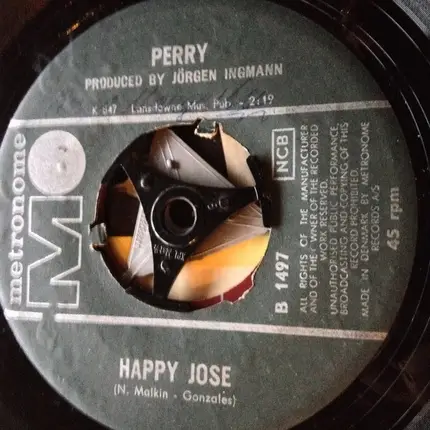 PERRY
PRODUCED BY JÖRGEN INGMANN
K 847 - Lansdowne Mus. Pub. - 2:19
metronome
MO
NCB
B 1497
ALL RIGHTS OF THE MANUFACTURER
AND OF THE OWNER OF THE RECORDED
WORK RESERVED.
UNAUTHORISED PUBLIC PERFORMANCE,
BROADCASTING AND COPYING OF THIS
RECORD PROHIBITED.
MADE IN DENMARK BY METRONOME
RECORDS A/S
45 rpm
HAPPY JOSE
(N. Malkin - Gonzales)